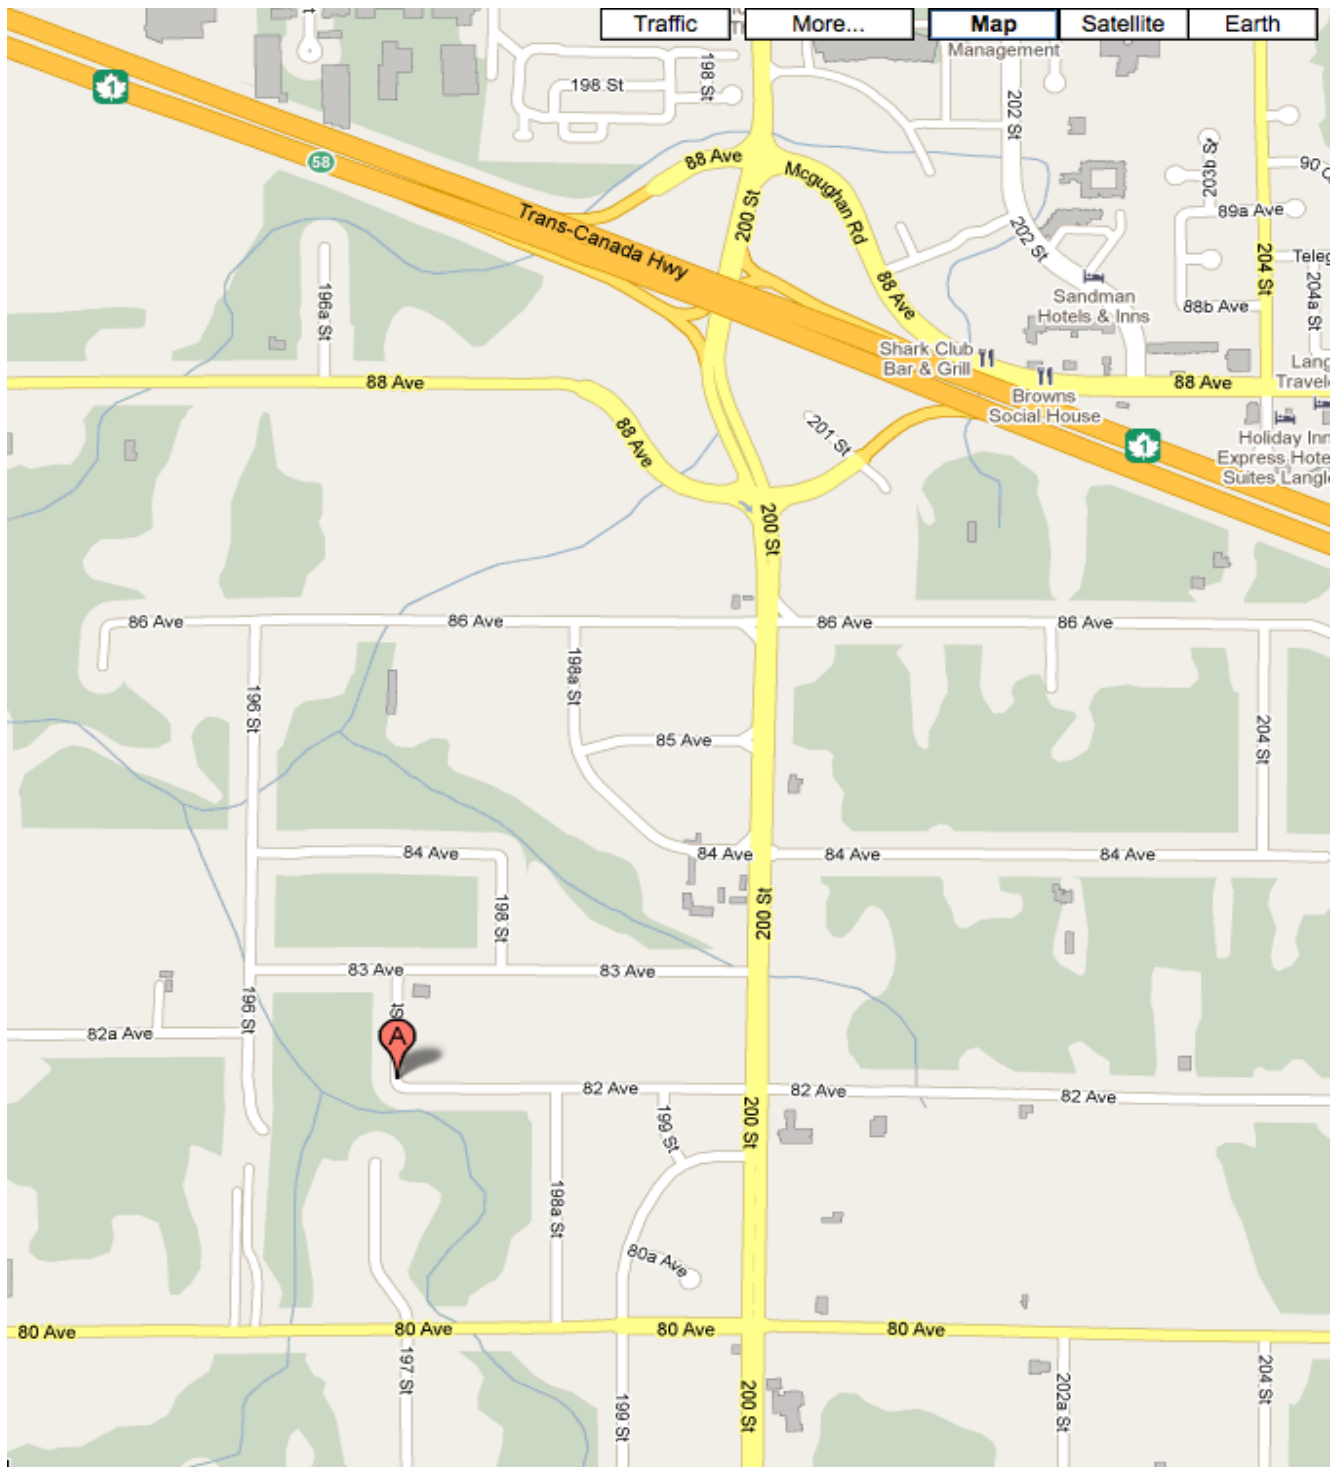 Traffic
More...
Map
Satellite
Earth
Management
1
198 St
198 St
202 St
58
88 Ave
Mcgughan Rd
203b St
90
89a Ave
200 St
Trans-Canada Hwy
202 St
204 St
196a St
88 Ave
Sandman
Hotels & Inns
204a St
88b Ave
Shark Club
Bar & Grill
88 Ave
88 Ave
Browns
Social House
88 Ave
201 St
1
Holiday Inn
Express
Suites
200 St
86 Ave
86 Ave
86 Ave
86 Ave
198a St
196 St
85 Ave
204 St
84 Ave
84 Ave
84 Ave
84 Ave
198 St
200 St
83 Ave
83 Ave
196 St
St
82a Ave
A
82 Ave
82 Ave
82 Ave
199 St
200 St
198a St
80a Ave
80 Ave
80 Ave
80 Ave
80 Ave
197 St
199 St
200 St
202a St
204 St